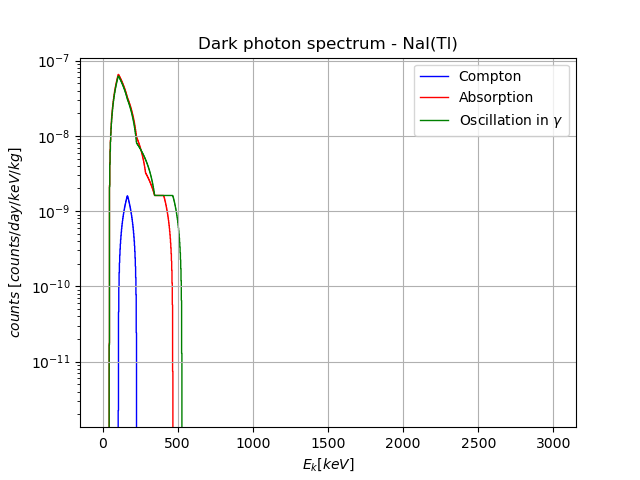 Dark photon spectrum - NaI(Tl)
counts [counts/day/keV/kg]
10⁻⁷
10⁻⁸
10⁻⁹
10⁻¹⁰
10⁻¹¹
Compton
Absorption
Oscillation in γ
0 500 1000 1500 2000 2500 3000
E_k[keV]